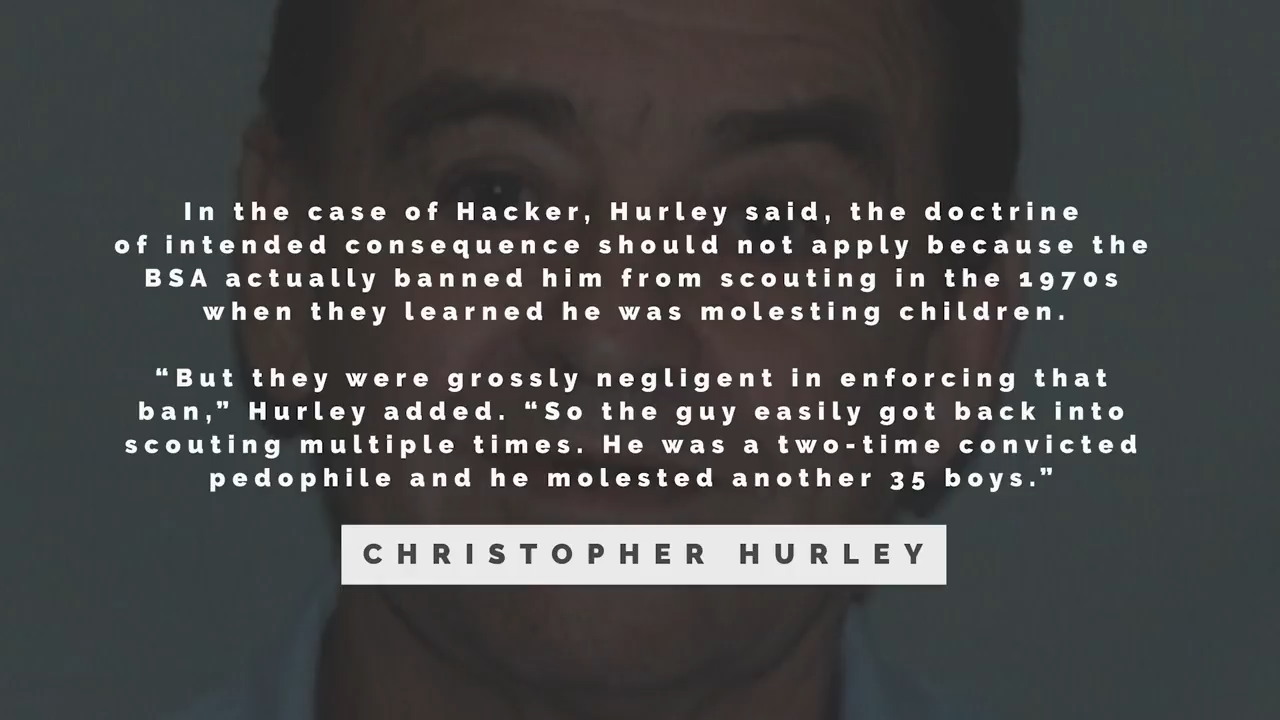 In the case of Hacker, Hurley said, the doctrine
of intended consequence should not apply because the
BSA actually banned him from scouting in the 1970s
when they learned he was molesting children.
“But they were grossly negligent in enforcing that
ban,” Hurley added. “So the guy easily got back into
scouting multiple times. He was a two-time convicted
pedophile and he molested another 35 boys.”
CHRISTOPHER HURLEY